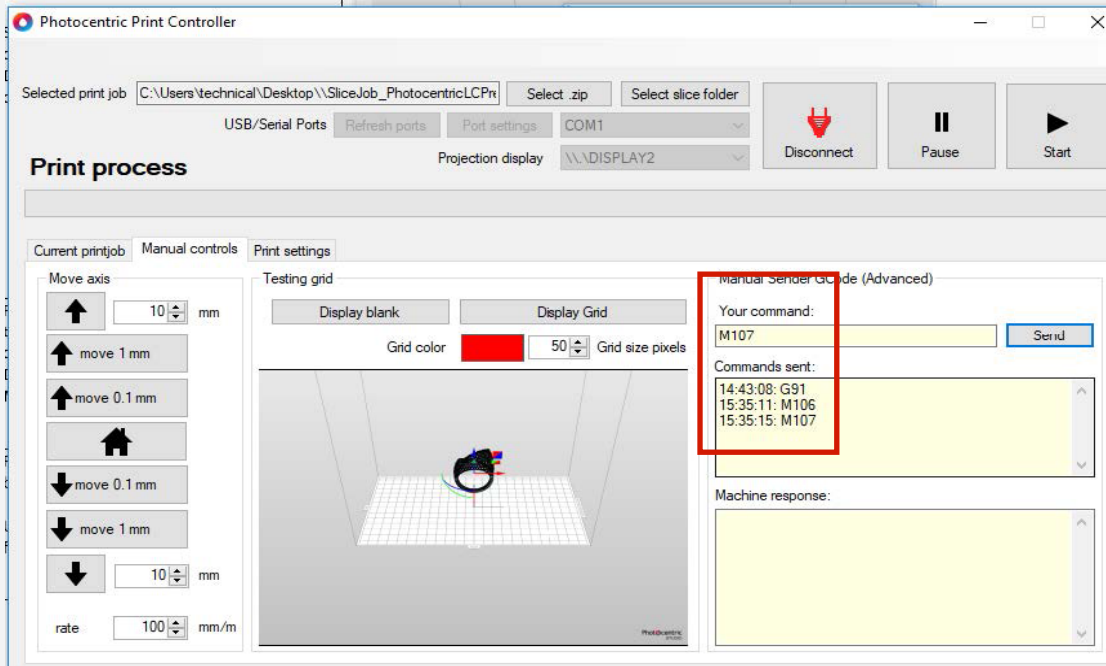 Photocentric Print Controller
Selected print job C:\Users\technical\Desktop\\SliceJob_PhotocentricLCPre Select .zip Select slice folder
USB/Serial Ports Refresh ports Port settings COM1
Projection display \\.\DISPLAY2
Disconnect Pause Start
Print process
Current printjob Manual controls Print settings
Move axis
10 mm
move 1 mm
move 0.1 mm
move 0.1 mm
move 1 mm
10 mm
rate 100 mm/m
Testing grid
Display blank Display Grid
Grid color 50 Grid size pixels
Photocentric
Manual Sender GCode (Advanced)
Your command:
M107 Send
Commands sent:
14:43:08: G91
15:35:11: M106
15:35:15: M107
Machine response: